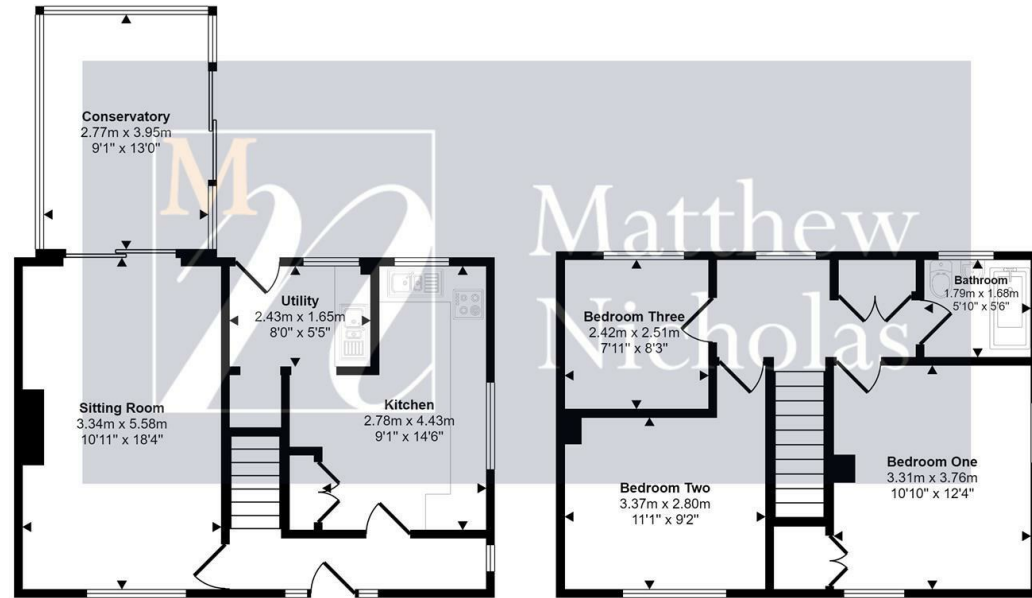 Conservatory
2.77m x 3.95m
9'1" x 13'0"
M
n
Matthew
Nicholas
Utility
2.43m x 1.65m
8'0" x 5'5"
Sitting Room
3.34m x 5.58m
10'11" x 18'4"
Kitchen
2.78m x 4.43m
9'1" x 14'6"
Bedroom Three
2.42m x 2.51m
7'11" x 8'3"
Bathroom
1.79m x 1.68m
5'10" x 5'6"
Bedroom Two
3.37m x 2.80m
11'1" x 9'2"
Bedroom One
3.31m x 3.76m
10'10" x 12'4"